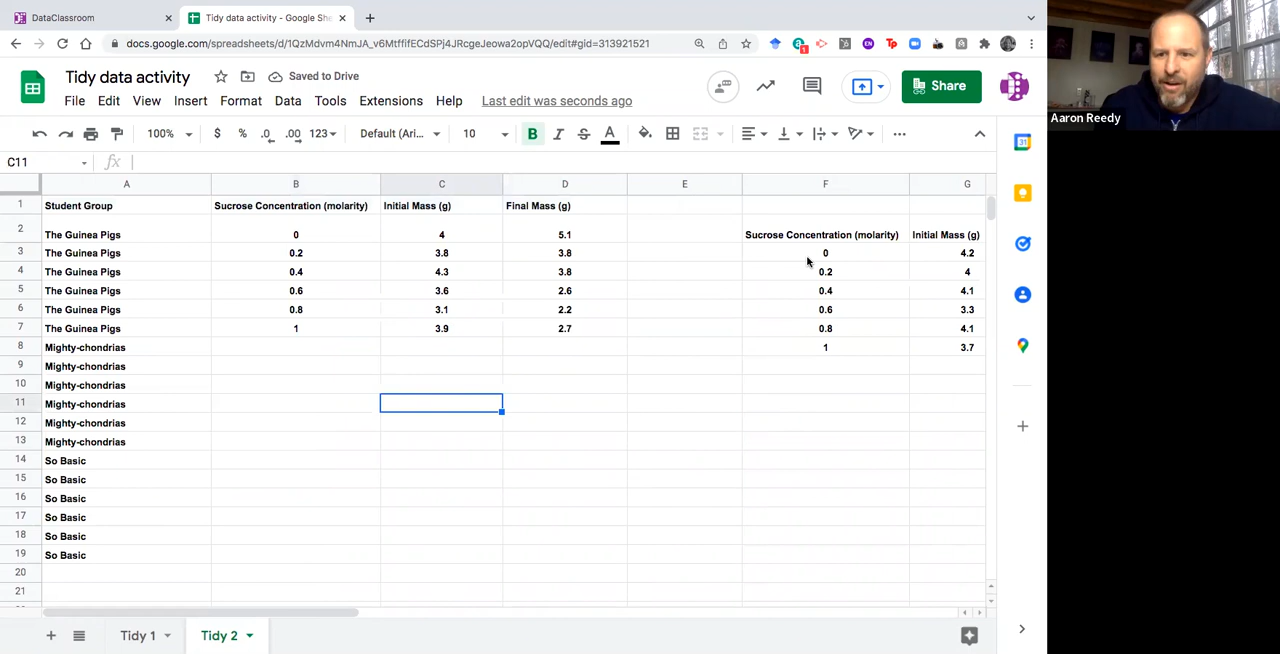 DataClassroom
Tidy data activity - Google She
docs.google.com/spreadsheets/d/1QzMdvm4NmJA_v6MtffifECdSPj4JRcgeJeowa2opVQQ/edit#gid=313921521
Tidy data activity
Saved to Drive
File Edit View Insert Format Data Tools Extensions Help Last edit was seconds ago
Share
Aaron Reedy
100% $ % .0 .00 123 Default (Ari... 10 B I S A
C11 fx
A B C D E F G
1 Student Group Sucrose Concentration (molarity) Initial Mass (g) Final Mass (g)
2 The Guinea Pigs 0 4 5.1 Sucrose Concentration (molarity) Initial Mass (g)
3 The Guinea Pigs 0.2 3.8 3.8 0 4.2
4 The Guinea Pigs 0.4 4.3 3.8 0.2 4
5 The Guinea Pigs 0.6 3.6 2.6 0.4 4.1
6 The Guinea Pigs 0.8 3.1 2.2 0.6 3.3
7 The Guinea Pigs 1 3.9 2.7 0.8 4.1
8 Mighty-chondrias 1 3.7
9 Mighty-chondrias
10 Mighty-chondrias
11 Mighty-chondrias
12 Mighty-chondrias
13 Mighty-chondrias
14 So Basic
15 So Basic
16 So Basic
17 So Basic
18 So Basic
19 So Basic
20
21
Tidy 1 Tidy 2